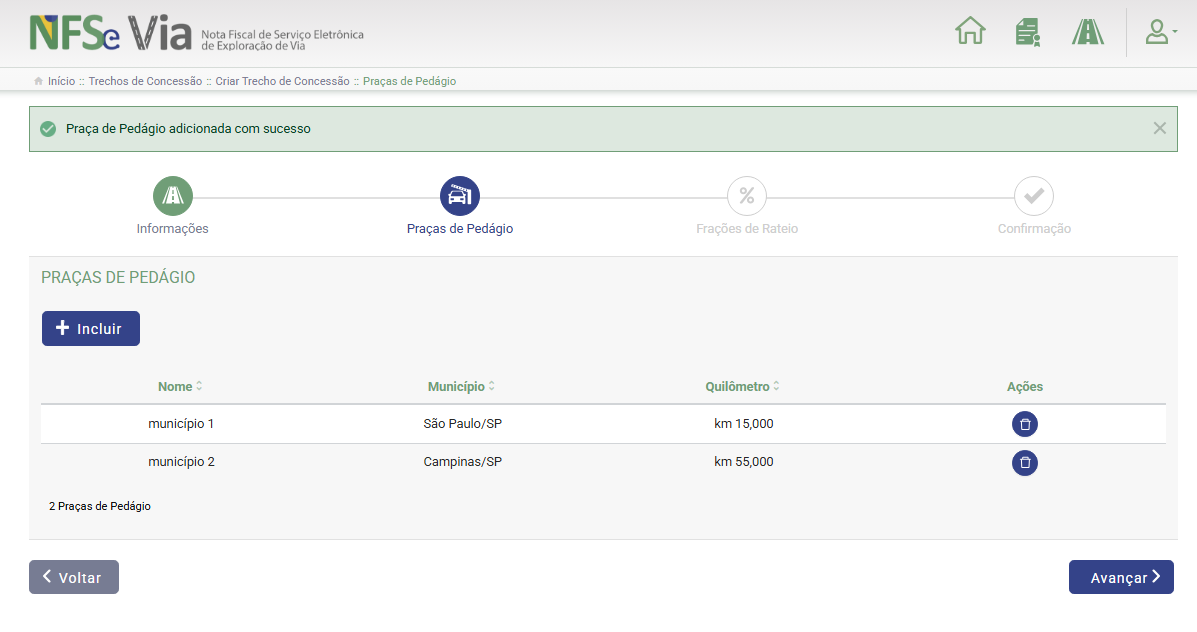 NFSe Via Nota Fiscal de Serviço Eletrônica
de Exploração de Via
Início :: Trechos de Concessão :: Criar Trecho de Concessão :: Praças de Pedágio
Praça de Pedágio adicionada com sucesso
Informações Praças de Pedágio Frações de Rateio Confirmação
PRAÇAS DE PEDÁGIO
Incluir
Nome Município Quilômetro Ações
município 1 São Paulo/SP km 15,000
município 2 Campinas/SP km 55,000
2 Praças de Pedágio
Voltar Avançar